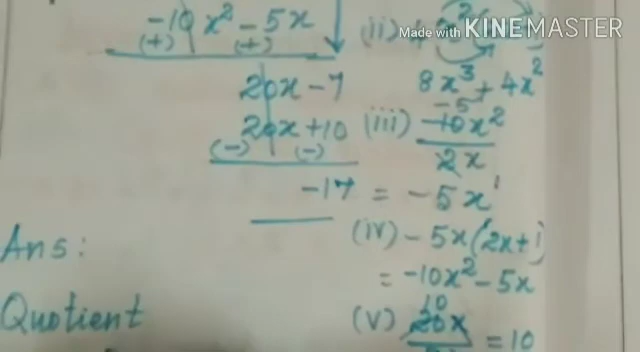 -10x² - 5x
(+) (+)
20x - 7
20x + 10
(-) (-)
-17
Ans:
Quotient
(ii)
8x³ + 4x²
(iii) -10x²
-5
2x
= -5x¹
(iv) - 5x(2x+1)
= -10x² - 5x
(v) 20x = 10
10
Made with KINEMASTER